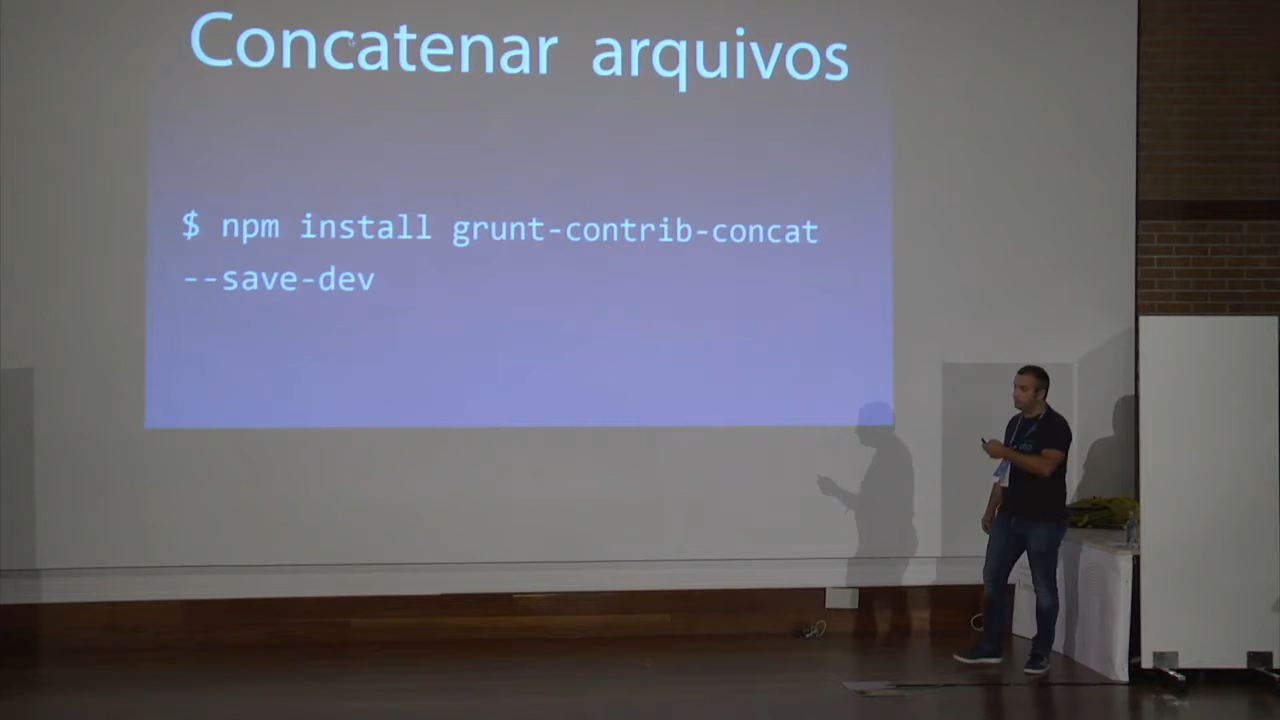 Concatenar arquivos
$ npm install grunt-contrib-concat
--save-dev